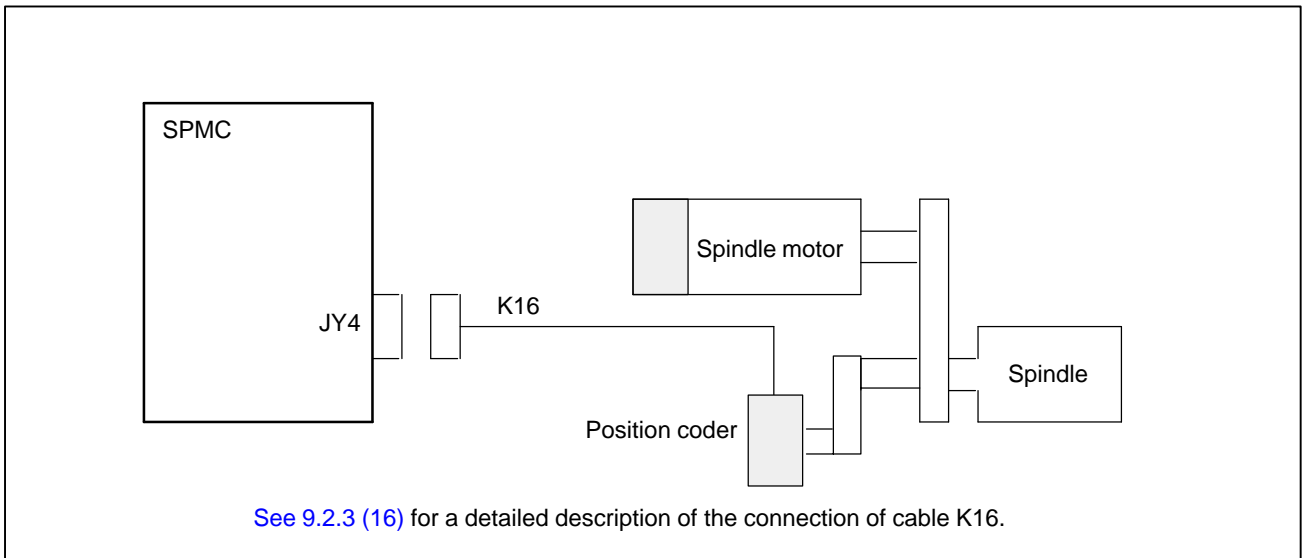 SPMC
Spindle motor
K16
JY4
Spindle
Position coder
See 9.2.3 (16) for a detailed description of the connection of cable K16.